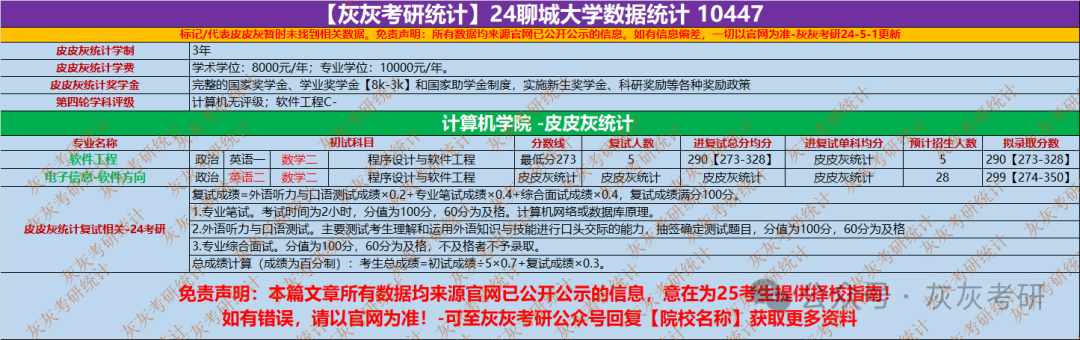 【灰灰考研统计】24聊城大学数据统计 10447
标记/代表皮皮灰暂时未找到相关数据。免责声明：所有数据均来源官网已公开公示的信息。如有信息偏差，一切以官网为准-灰灰考研24-5-1更新
皮皮灰统计学制 3年
皮皮灰统计学费 学术学位：8000元/年；专业学位：10000元/年。
皮皮灰统计奖学金 完整的国家奖学金、学业奖学金【8k-3k】和国家助学金制度，实施新生奖学金、科研奖励等各种奖励政策
第四轮学科评级 计算机无评级；软件工程C-
计算机学院 -皮皮灰统计
专业名称 初试科目 分数线 复试人数 进复试总分均分 进复试单科均分 预计招生人数 拟录取分数
软件工程 政治 英语一 数学二 程序设计与软件工程 最低分273 5 290【273-328】 皮皮灰统计 5 290【273-328】
电子信息-软件方向 政治 英语二 数学二 程序设计与软件工程 皮皮灰统计 皮皮灰统计 皮皮灰统计 皮皮灰统计 28 299【274-350】
皮皮灰统计复试相关-24考研
复试成绩=外语听力与口语测试成绩×0.2+专业笔试成绩×0.4+综合面试成绩×0.4，复试成绩满分100分。
1.专业笔试。考试时间为2小时，分值为100分，60分为及格。计算机网络或数据库原理。
2.外语听力与口语测试。主要测试考生理解和运用外语知识与技能进行口头交际的能力，抽签确定测试题目，分值为100分，60分为及格
3.专业综合面试。分值为100分，60分为及格，不及格者不予录取。
总成绩计算（成绩为百分制）：考生总成绩=初试成绩÷5×0.7+复试成绩×0.3。
免责声明：本篇文章所有数据均来源官网已公开公示的信息，意在为25考生提供择校指南！
如有错误，请以官网为准！-可至灰灰考研公众号回复【院校名称】获取更多资料
公众号·灰灰考研
灰灰考研统计